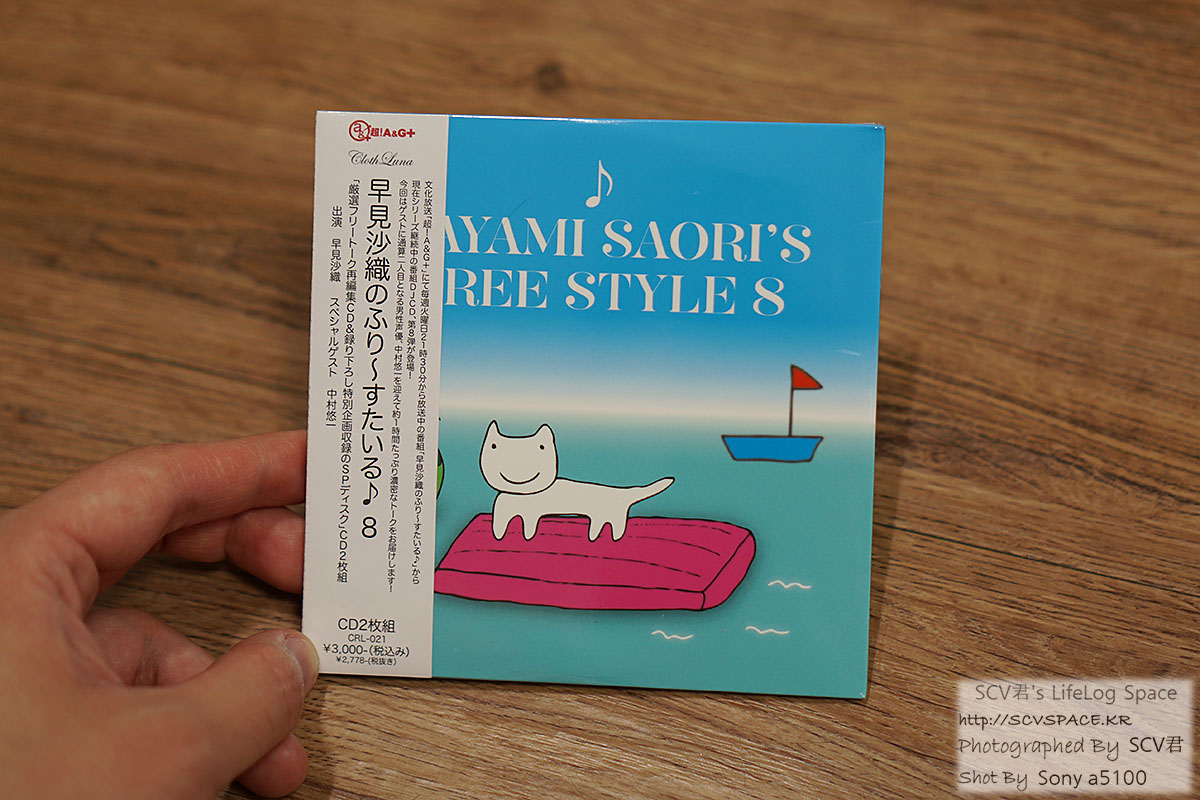 超!A&G+
Cloth Luna
文化放送「超!A&G+」にて毎週火曜日21時30分から放送中の番組「早見沙織のふり~すたいる♪」から
現在シリーズ継続中の番組DJCD、第8弾が登場!
今回はゲストに通算二人目となる男性声優、中村悠一を迎えて約1時間たっぷり濃密なトークをお届けします!
早見沙織のふり~すたいる♪ 8
「厳選フリートーク再編集CD&録り下ろし特別企画収録のSPディスク」CD2枚組
出演 早見沙織 スペシャルゲスト 中村悠一
CD2枚組
CRL-021
¥3,000-(税込み)
¥2,778-(税抜き)
AYAMI SAORI'S
REE STYLE 8
SCV君's LifeLog Space
http://SCVSPACE.KR
Photographed By SCV君
Shot By Sony a5100